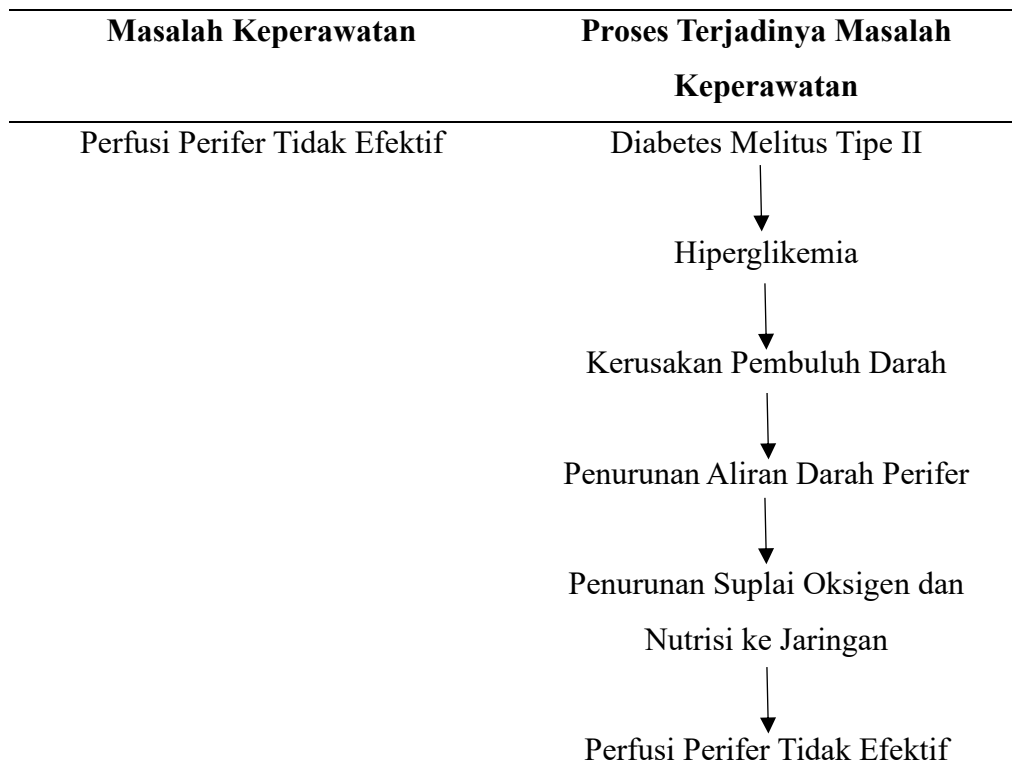 Masalah Keperawatan
Proses Terjadinya Masalah
Keperawatan
Perfusi Perifer Tidak Efektif
Diabetes Melitus Tipe II
Hiperglikemia
Kerusakan Pembuluh Darah
Penurunan Aliran Darah Perifer
Penurunan Suplai Oksigen dan
Nutrisi ke Jaringan
Perfusi Perifer Tidak Efektif